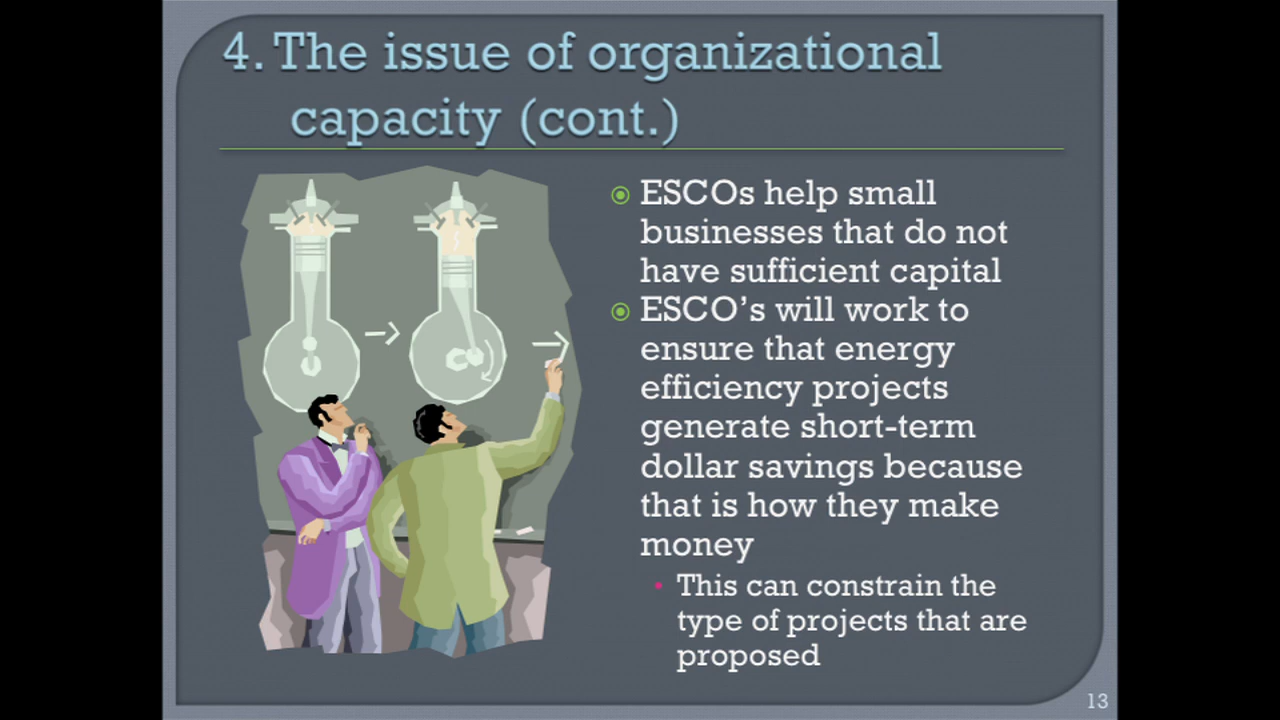 4. The issue of organizational
capacity (cont.)
ESCOs help small
businesses that do not
have sufficient capital
ESCO’s will work to
ensure that energy
efficiency projects
generate short-term
dollar savings because
that is how they make
money
This can constrain the
type of projects that are
proposed
13